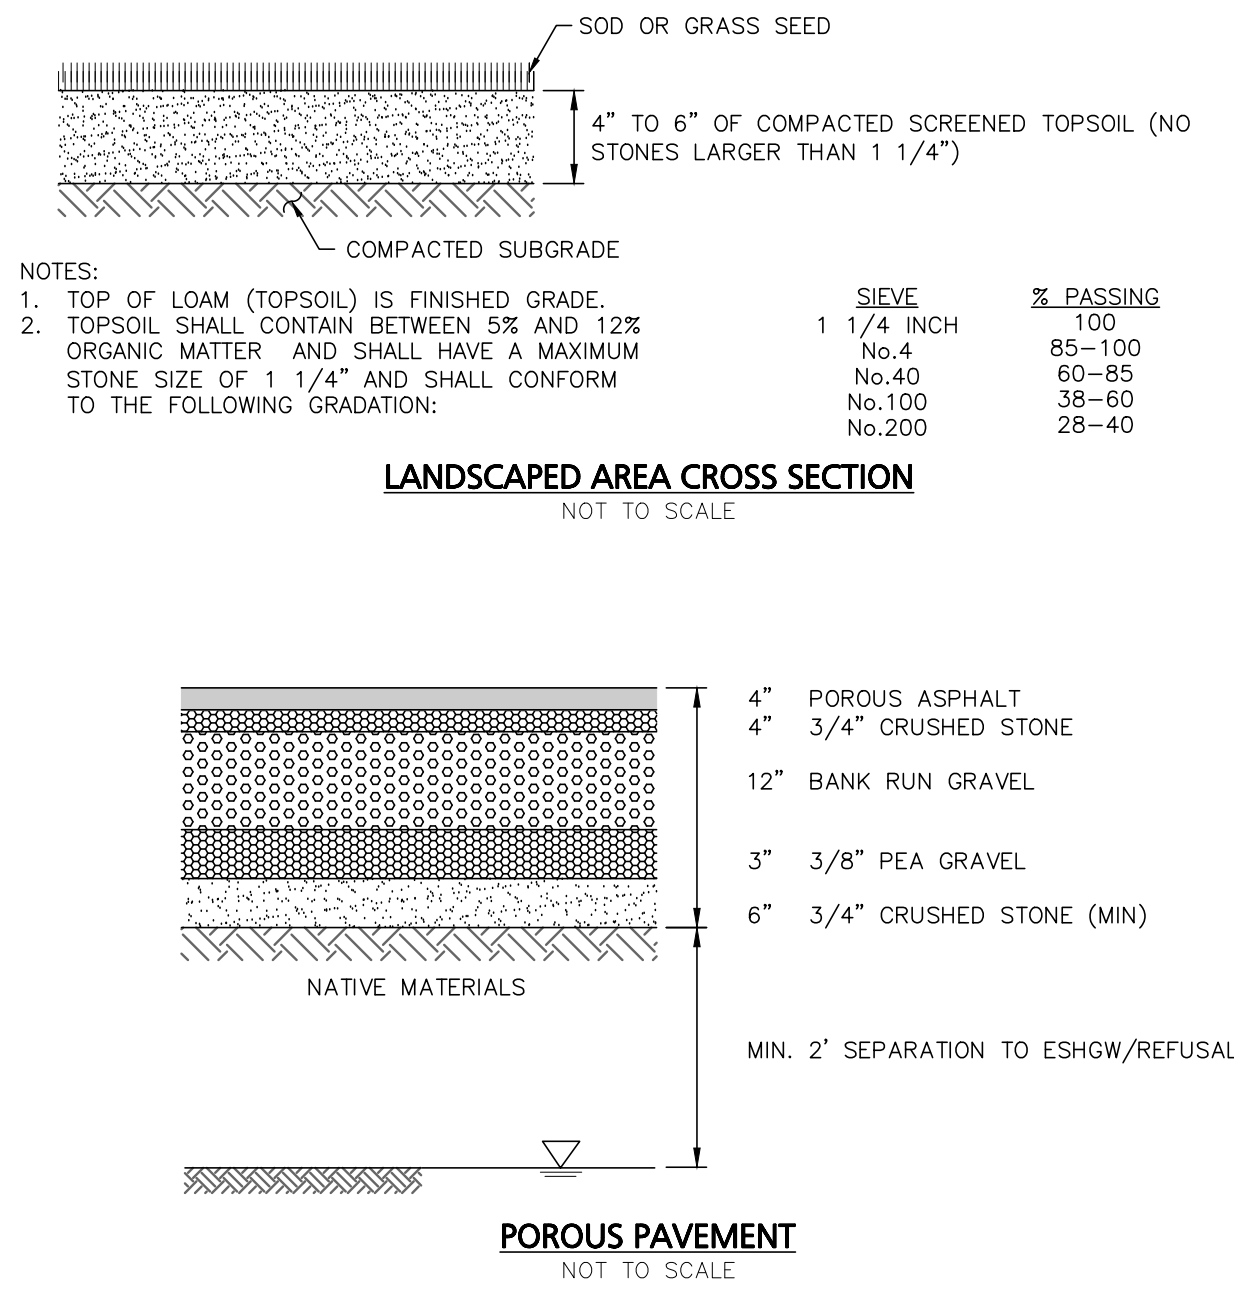 SOD OR GRASS SEED
4” TO 6” OF COMPACTED SCREENED TOPSOIL (NO
STONES LARGER THAN 1 1/4”)
COMPACTED SUBGRADE
NOTES:
1. TOP OF LOAM (TOPSOIL) IS FINISHED GRADE.
2. TOPSOIL SHALL CONTAIN BETWEEN 5% AND 12%
ORGANIC MATTER AND SHALL HAVE A MAXIMUM
STONE SIZE OF 1 1/4” AND SHALL CONFORM
TO THE FOLLOWING GRADATION:
SIEVE % PASSING
1 1/4 INCH 100
No.4 85–100
No.40 60–85
No.100 38–60
No.200 28–40
LANDSCAPED AREA CROSS SECTION
NOT TO SCALE
4” POROUS ASPHALT
4” 3/4” CRUSHED STONE
12” BANK RUN GRAVEL
3” 3/8” PEA GRAVEL
6” 3/4” CRUSHED STONE (MIN)
NATIVE MATERIALS
MIN. 2’ SEPARATION TO ESHGW/REFUSAL
POROUS PAVEMENT
NOT TO SCALE